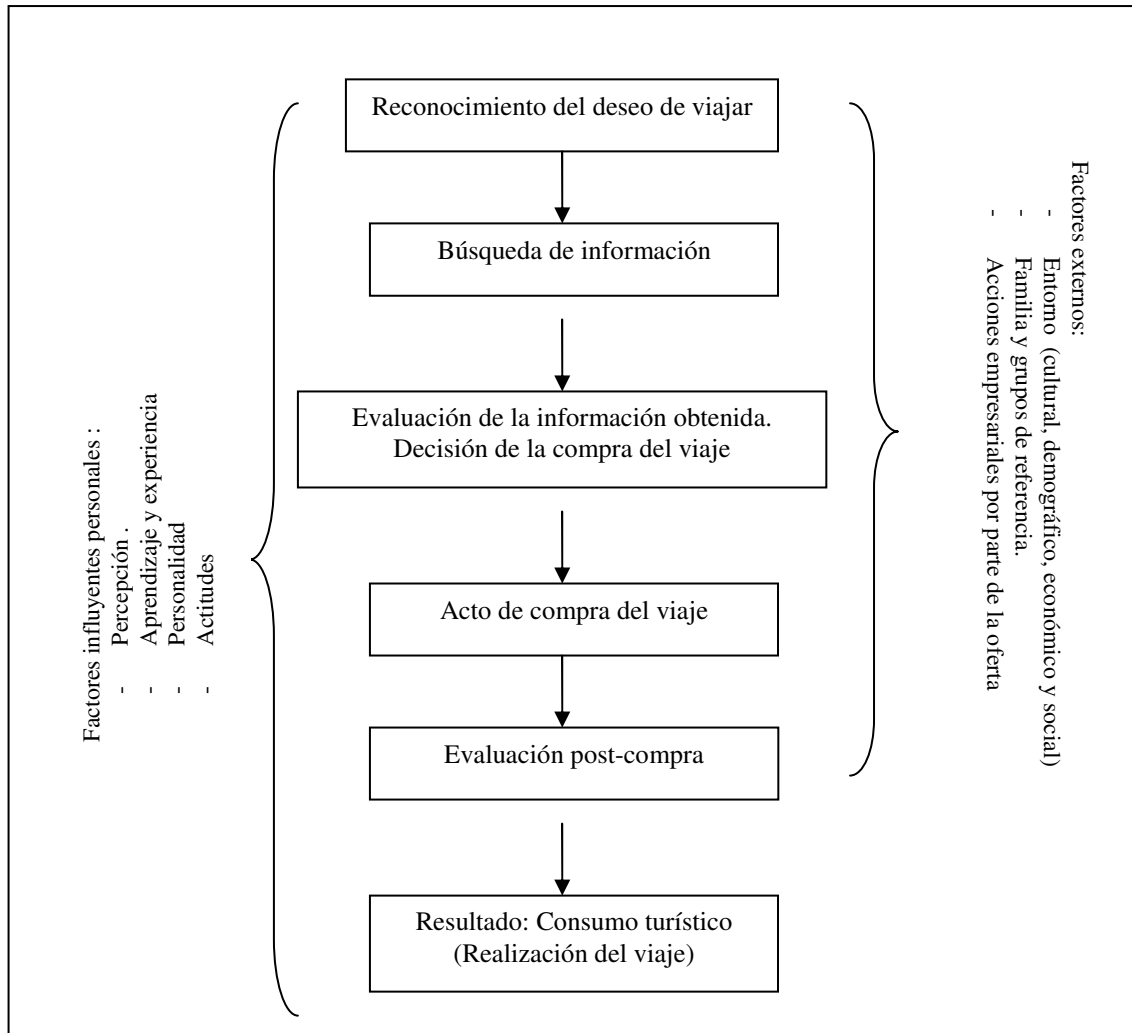 Reconocimiento del deseo de viajar
Búsqueda de información
Evaluación de la información obtenida.
Decisión de la compra del viaje
Acto de compra del viaje
Evaluación post-compra
Resultado: Consumo turístico
(Realización del viaje)
Factores influyentes personales :
- Percepción .
- Aprendizaje y experiencia
- Personalidad
- Actitudes
Factores externos:
- Entorno (cultural, demográfico, económico y social)
- Familia y grupos de referencia.
- Acciones empresariales por parte de la oferta